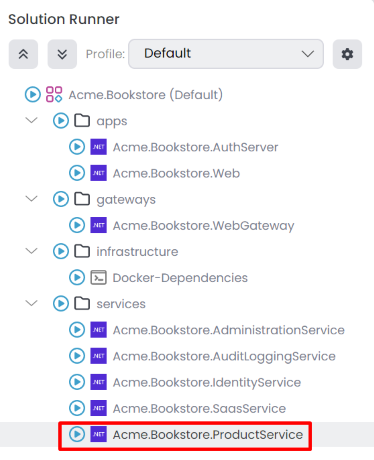 Solution Runner
Profile: Default
Acme.Bookstore (Default)
apps
.NET Acme.Bookstore.AuthServer
.NET Acme.Bookstore.Web
gateways
.NET Acme.Bookstore.WebGateway
infrastructure
Docker-Dependencies
services
.NET Acme.Bookstore.AdministrationService
.NET Acme.Bookstore.AuditLoggingService
.NET Acme.Bookstore.IdentityService
.NET Acme.Bookstore.SaasService
.NET Acme.Bookstore.ProductService